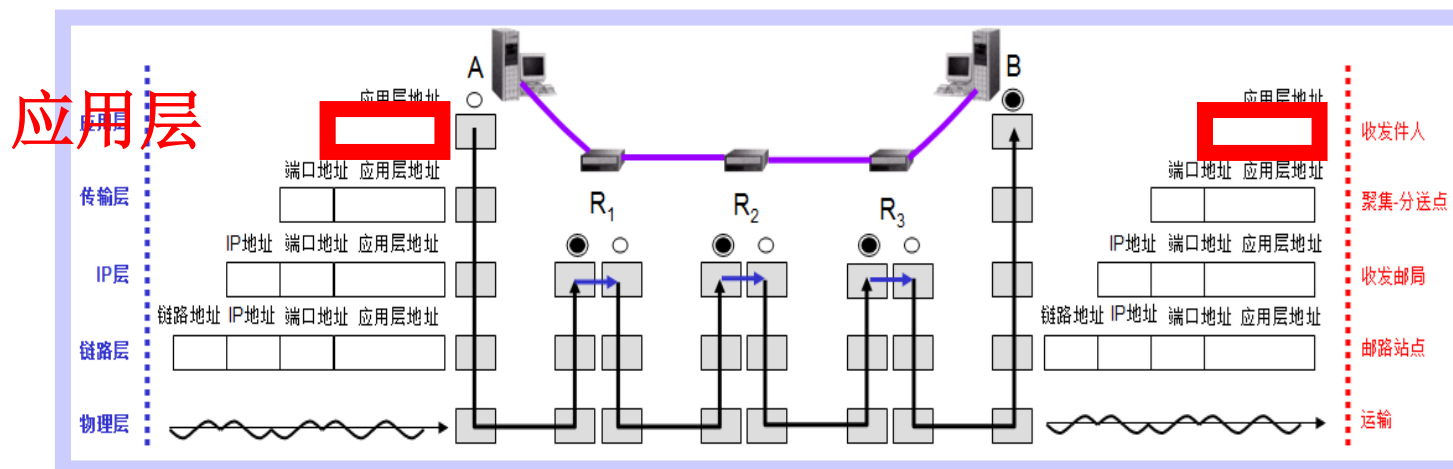 A
B
应用层
应用层
应用层地址
应用层地址
收发件人
传输层
端口地址 应用层地址
R1
R2
R3
端口地址 应用层地址
聚集-分送点
IP层
IP地址 端口地址 应用层地址
IP地址 端口地址 应用层地址
收发邮局
链路层
链路地址 IP地址 端口地址 应用层地址
链路地址 IP地址 端口地址 应用层地址
邮路站点
物理层
运输